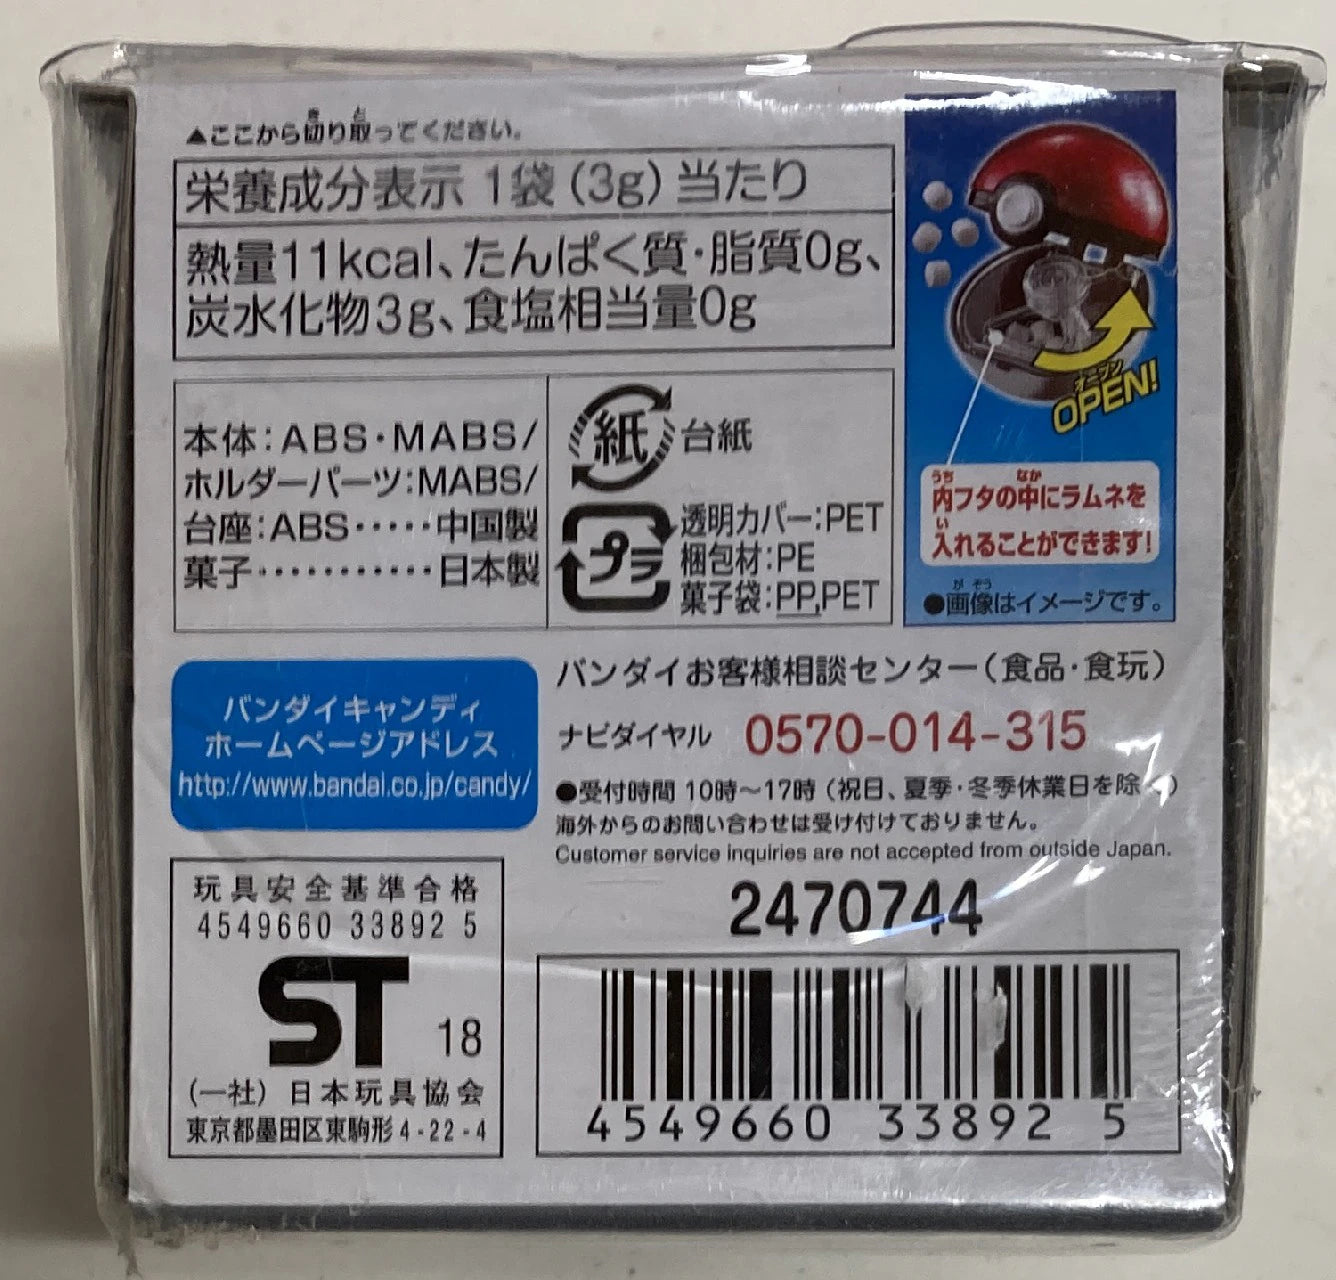 ▲ここから切り取ってください。
き と
栄養成分表示 1袋(3g)当たり
熱量11kcal、たんぱく質・脂質0g、
炭水化物3g、食塩相当量0g
オープン
OPEN!
うち なか
内フタの中にラムネを
い
入れることができます!
がぞう
●画像はイメージです。
本体:ABS・MABS/
ホルダーパーツ:MABS/
台座:ABS・・・・・中国製
菓子・・・・・・・・・・・日本製
紙 台紙
プラ
透明カバー:PET
梱包材:PE
菓子袋:PP,PET
バンダイキャンディ
ホームページアドレス
http://www.bandai.co.jp/candy/
バンダイお客様相談センター(食品・食玩)
ナビダイヤル 0570-014-315
●受付時間 10時〜17時(祝日、夏季・冬季休業日を除く)
海外からのお問い合わせは受け付けておりません。
Customer service inquiries are not accepted from outside Japan.
2470744
玩具安全基準合格
4549660 33892 5
ST 18
(一社)日本玩具協会
東京都墨田区東駒形4-22-4
4549660 33892 5